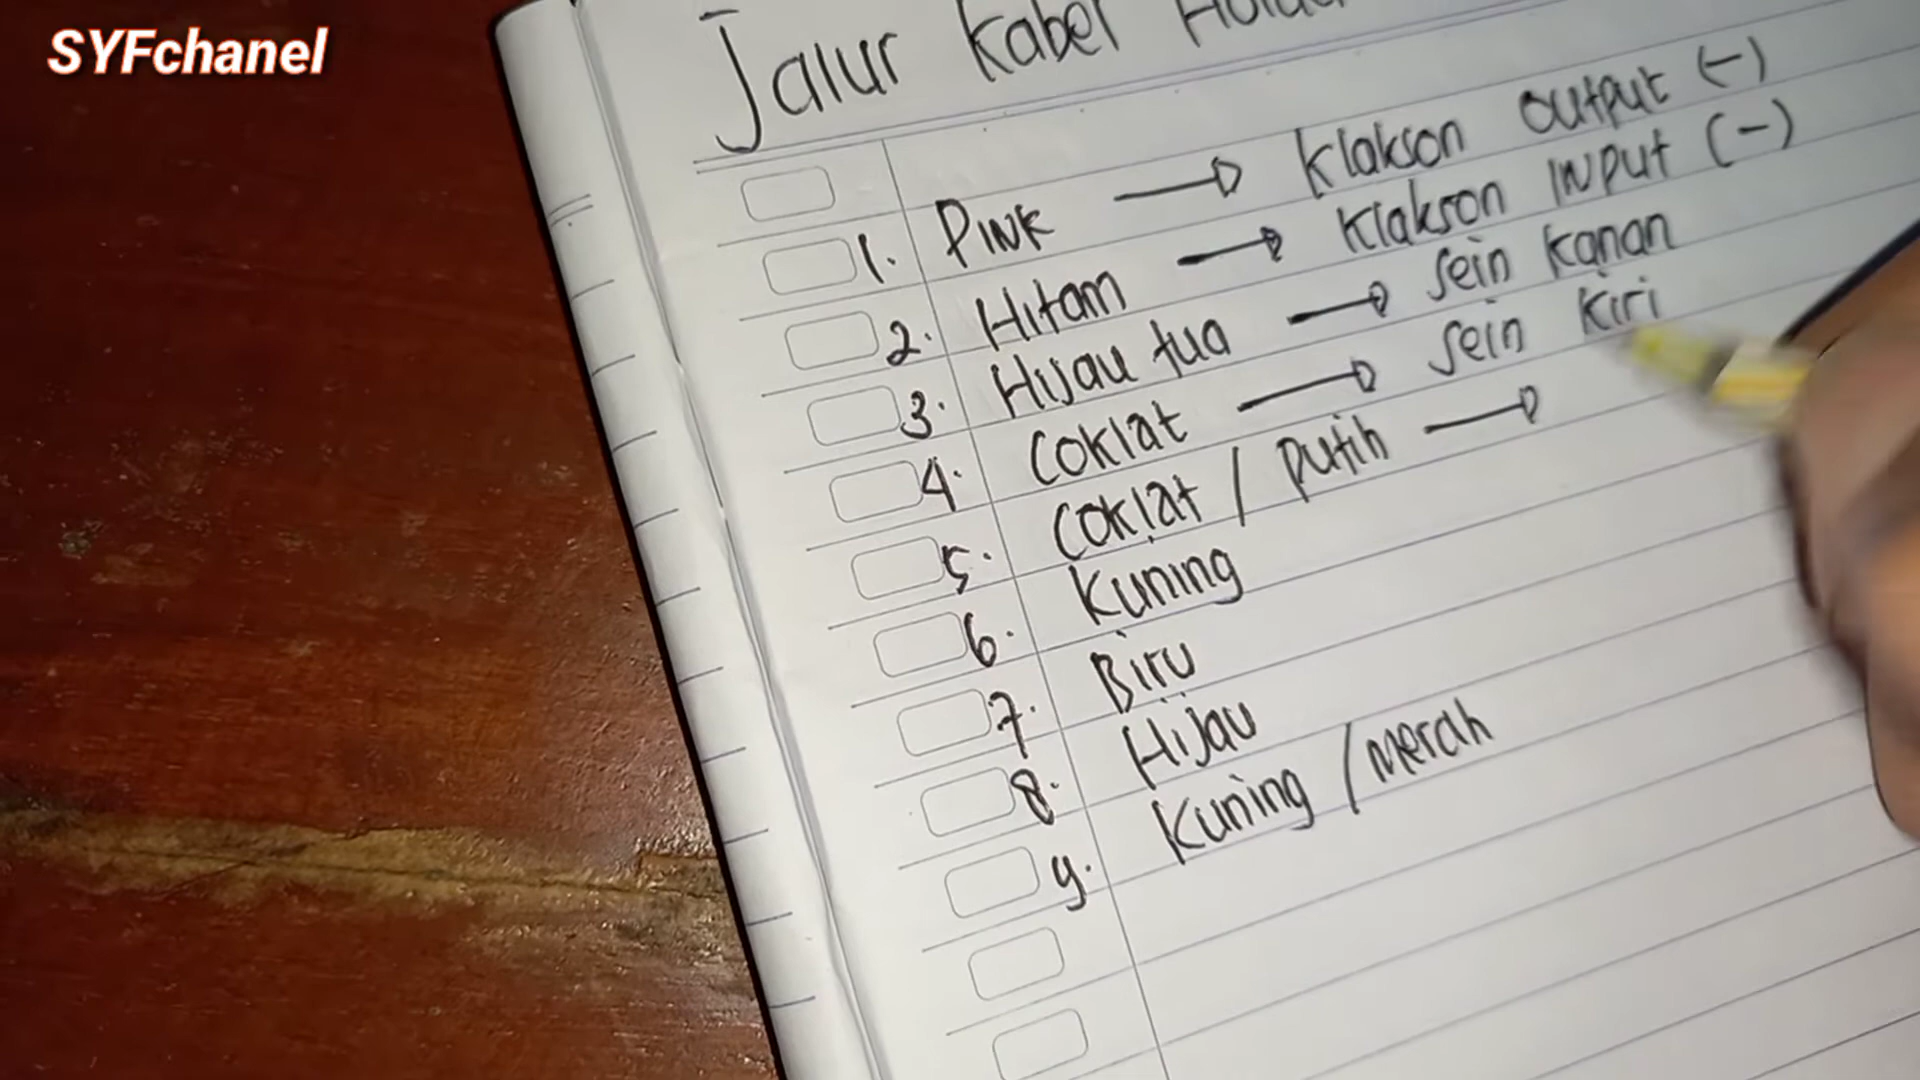 SYFchanel
Jalur Kabel
1. Pink → Klakson output (-)
2. Hitam → Klakson INput (-)
3. Hijau tua → sein kanan
4. Coklat → sein kiri
5. Coklat / putih →
6. Kuning
7. Biru
8. Hijau
9. Kuning / merah